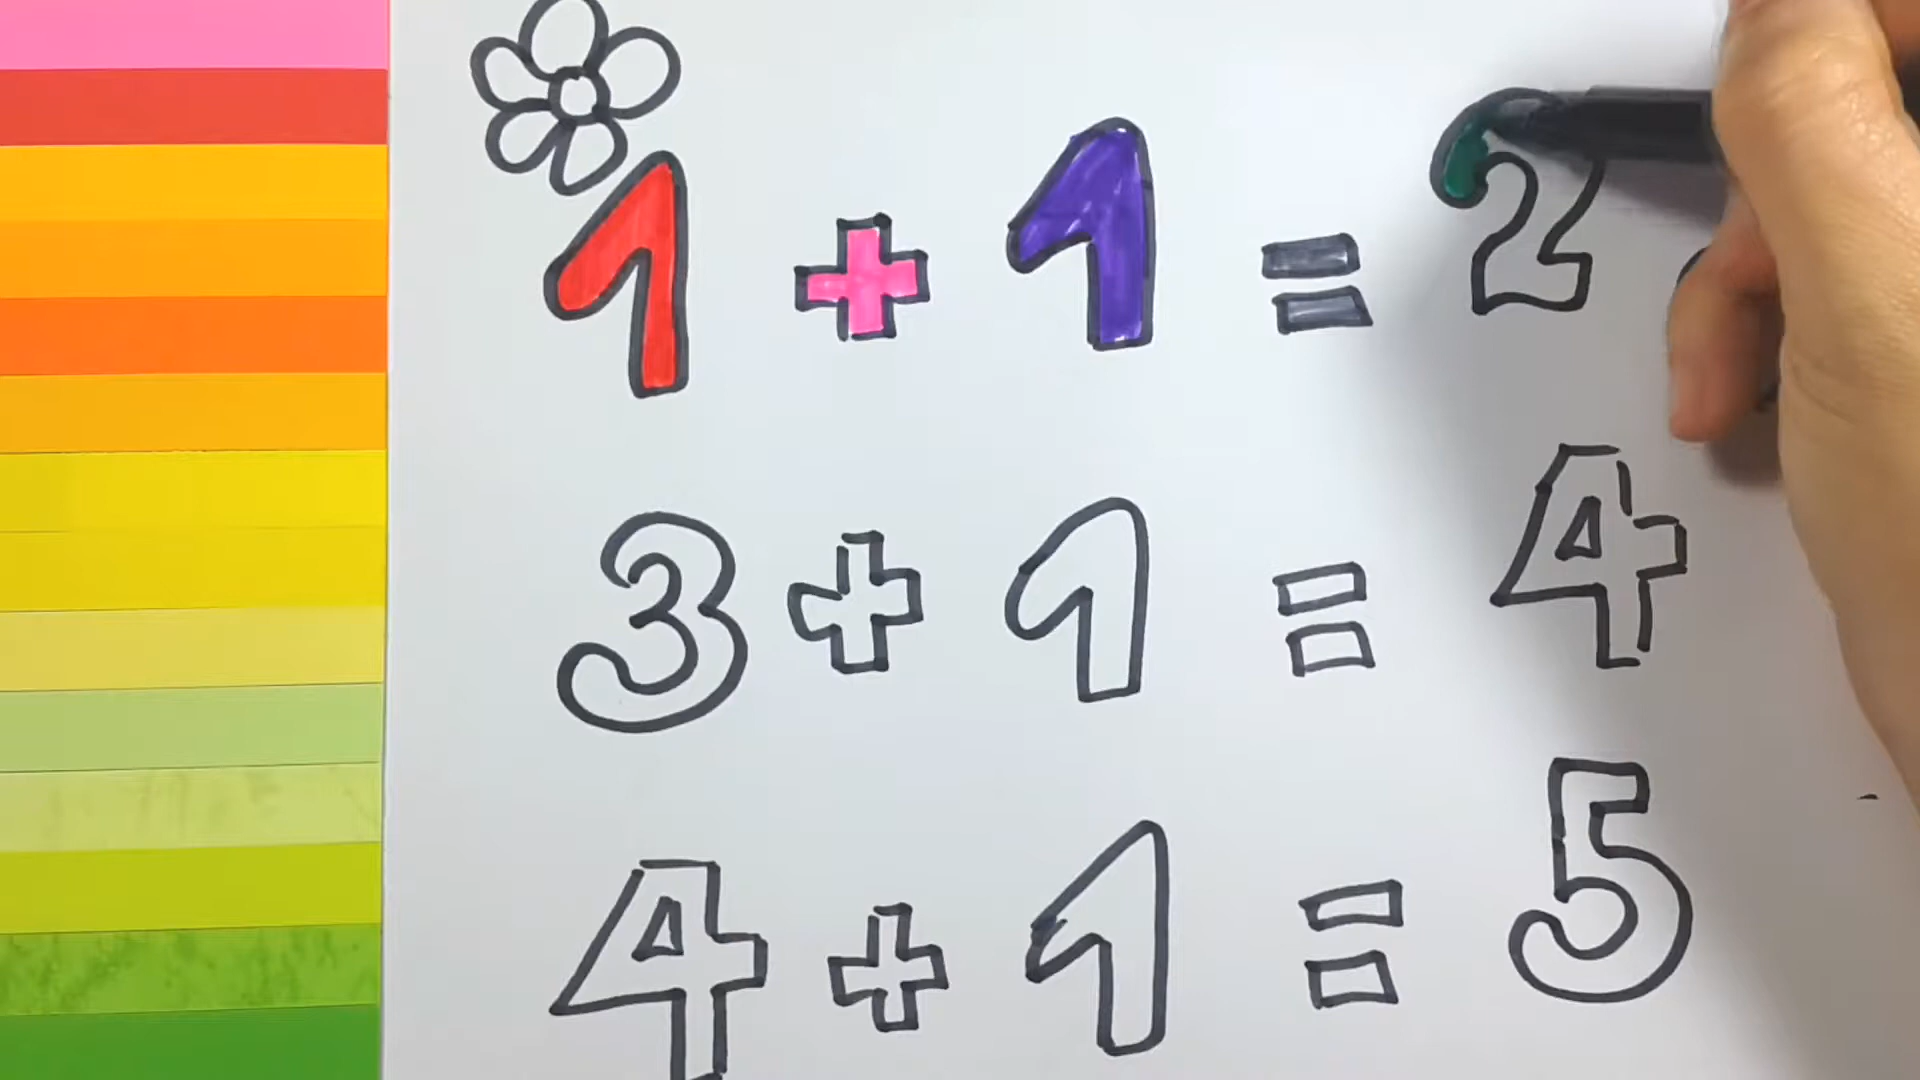 1 + 1 = 2
3 + 1 = 4
4 + 1 = 5